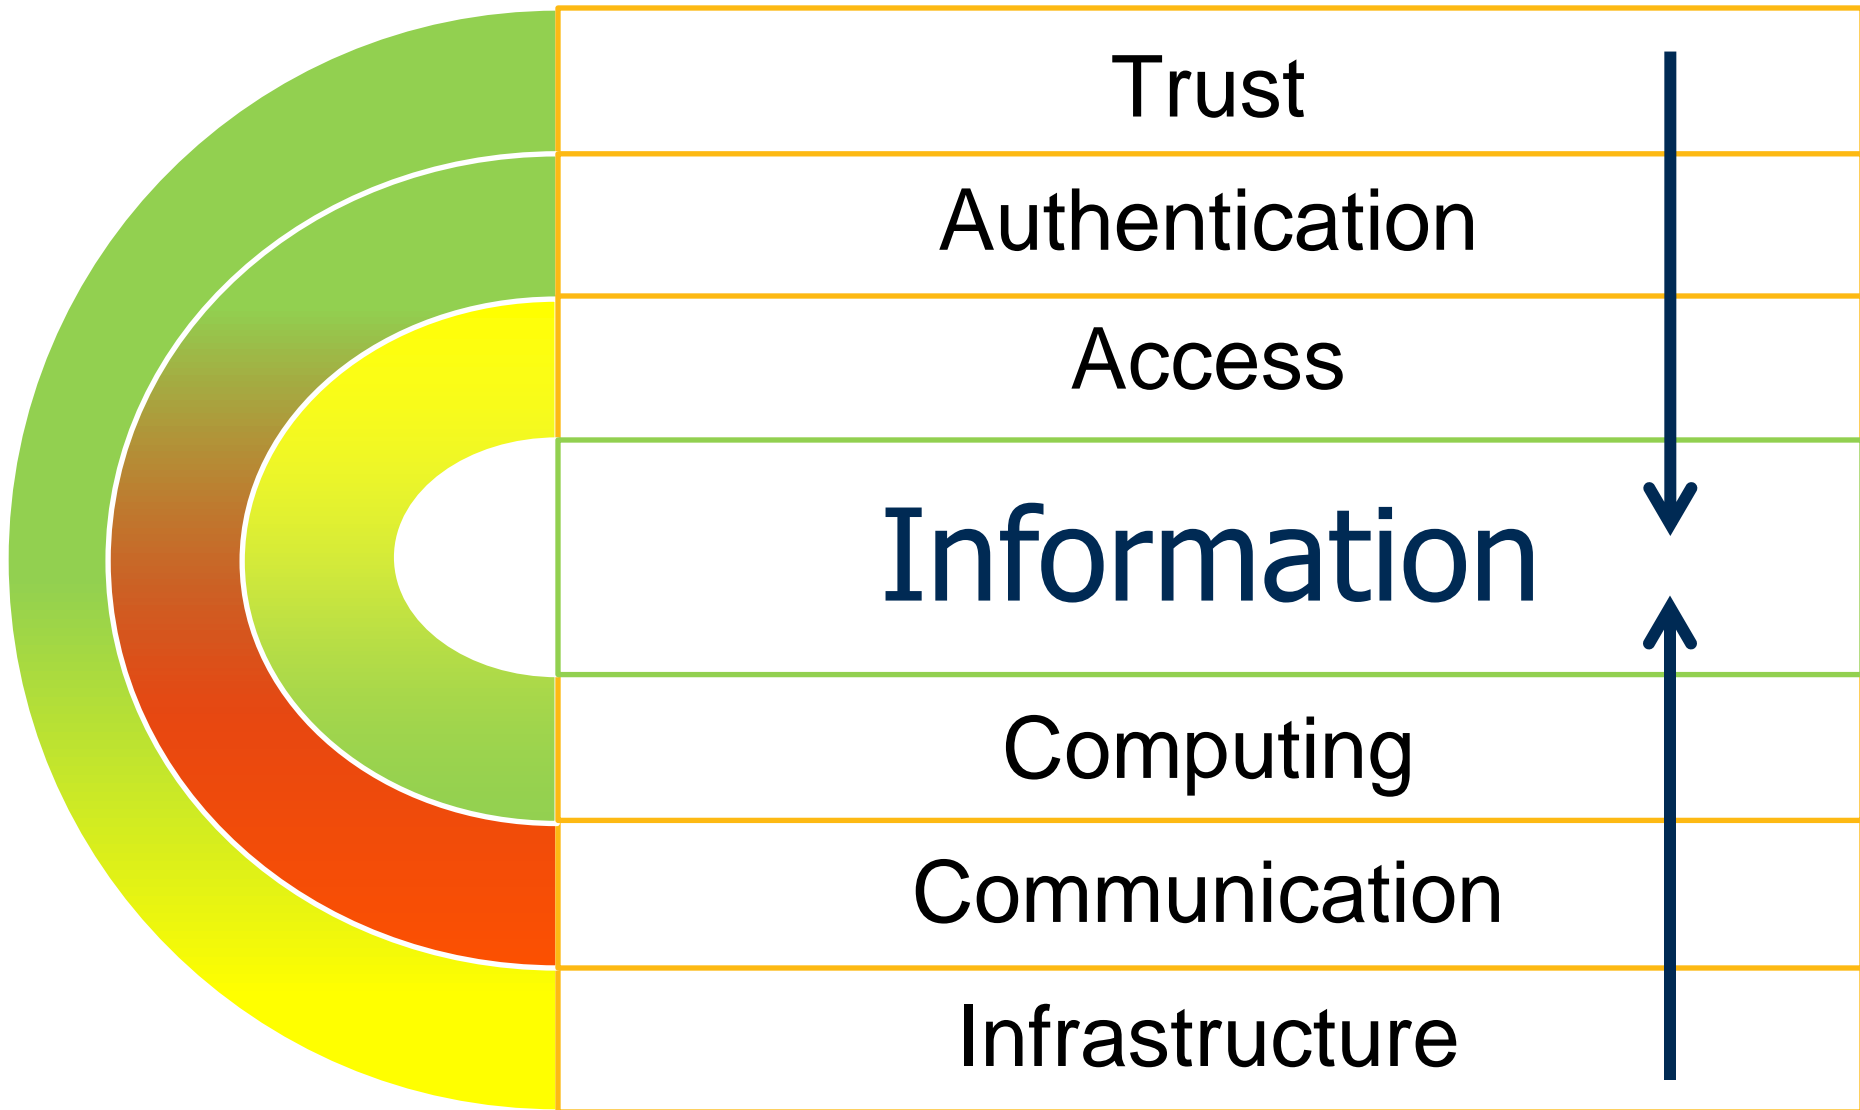 Trust
Authentication
Access
Information
Computing
Communication
Infrastructure